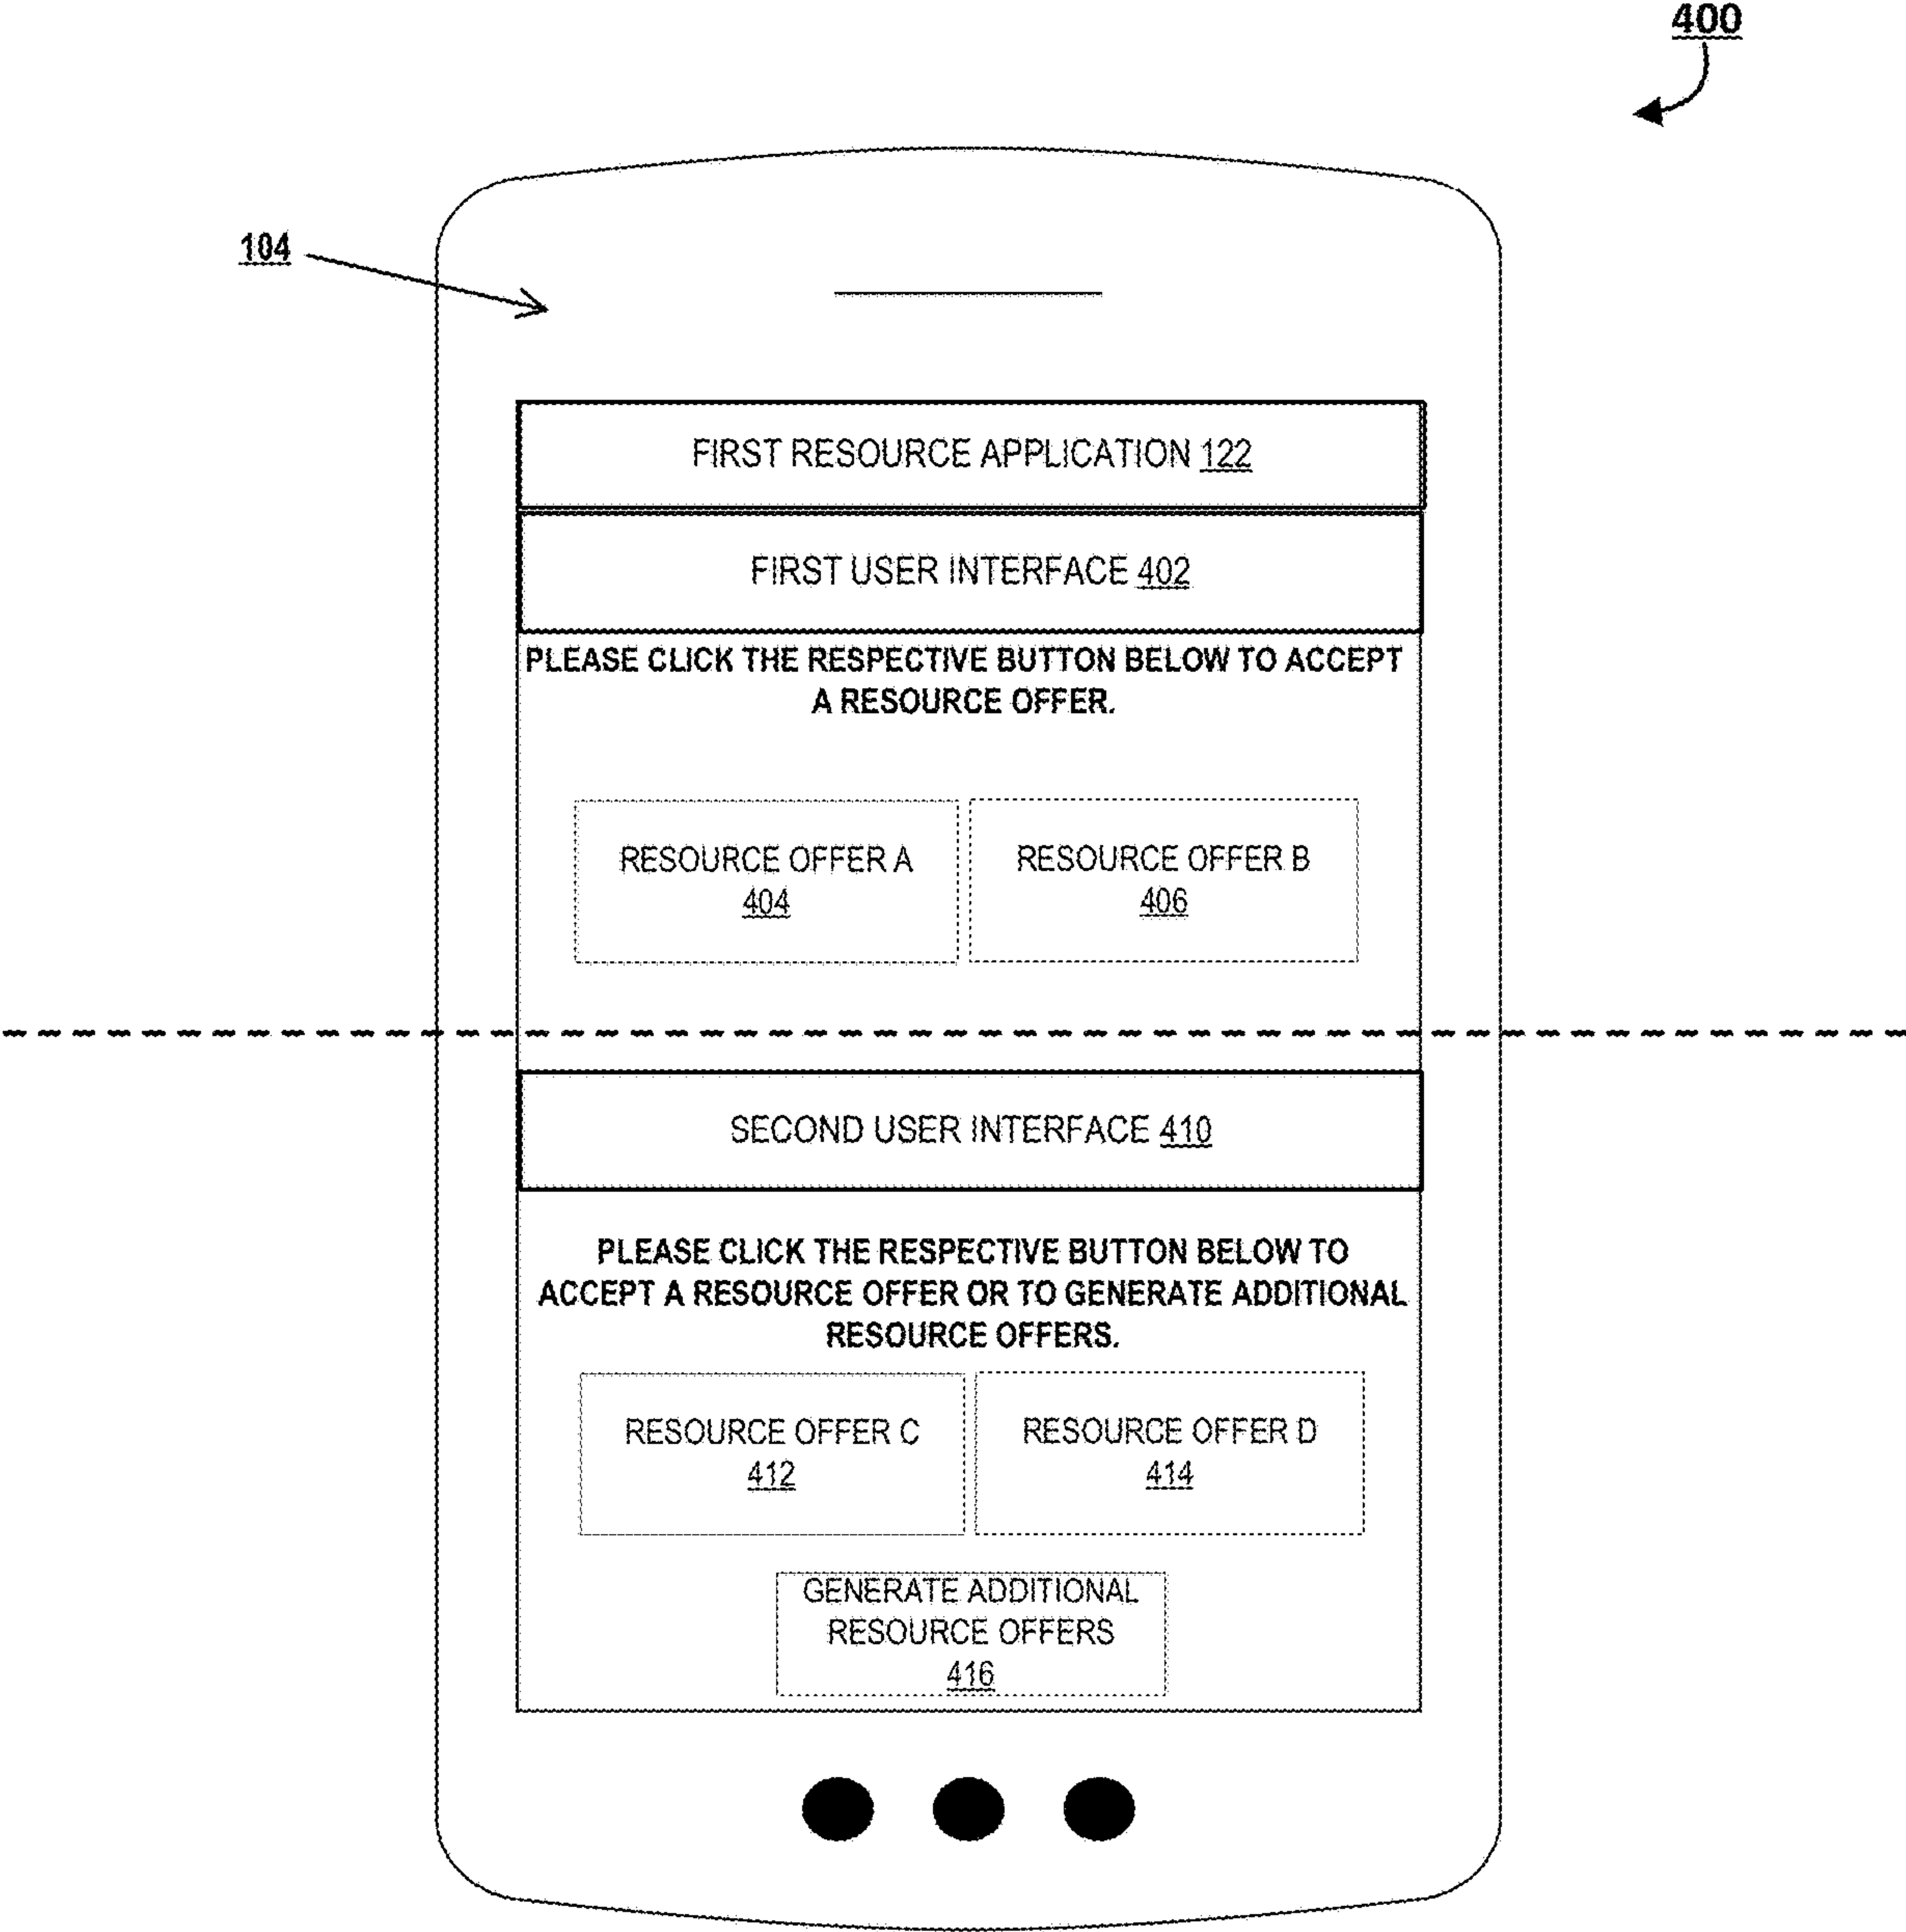 400
104
FIRST RESOURCE APPLICATION 122
FIRST USER INTERFACE 402
PLEASE CLICK THE RESPECTIVE BUTTON BELOW TO ACCEPT
A RESOURCE OFFER.
RESOURCE OFFER A
404
RESOURCE OFFER B
406
SECOND USER INTERFACE 410
PLEASE CLICK THE RESPECTIVE BUTTON BELOW TO
ACCEPT A RESOURCE OFFER OR TO GENERATE ADDITIONAL
RESOURCE OFFERS.
RESOURCE OFFER C
412
RESOURCE OFFER D
414
GENERATE ADDITIONAL
RESOURCE OFFERS
416